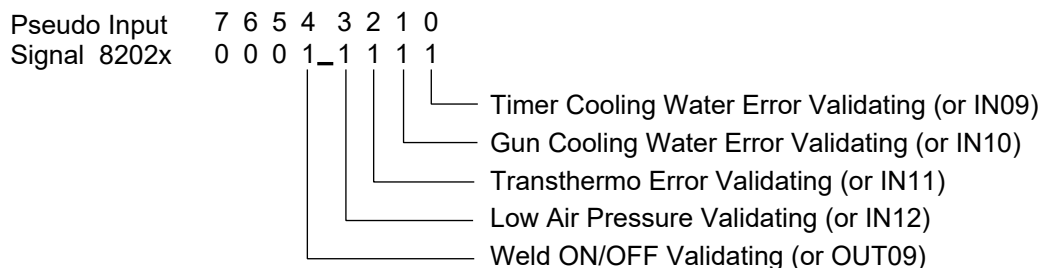 Pseudo Input 7 6 5 4 3 2 1 0
Signal 8202x 0 0 0 1_1 1 1 1
Timer Cooling Water Error Validating (or IN09)
Gun Cooling Water Error Validating (or IN10)
Transthermo Error Validating (or IN11)
Low Air Pressure Validating (or IN12)
Weld ON/OFF Validating (or OUT09)